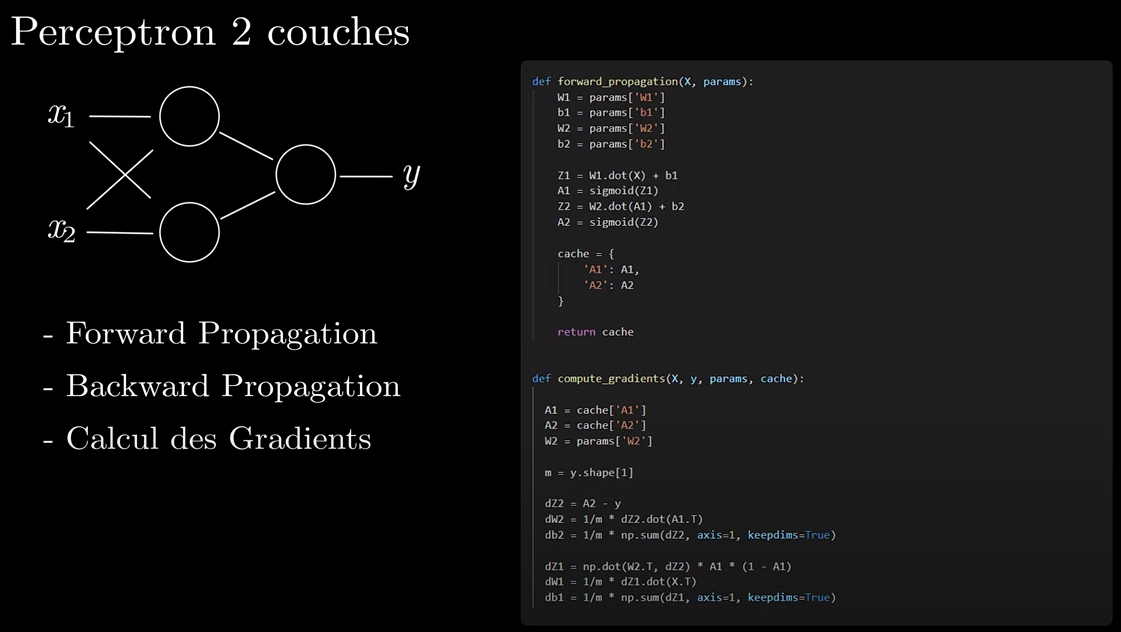 Perceptron 2 couches
x1
x2
y
- Forward Propagation
- Backward Propagation
- Calcul des Gradients
def forward_propagation(X, params):
W1 = params['W1']
b1 = params['b1']
W2 = params['W2']
b2 = params['b2']
Z1 = W1.dot(X) + b1
A1 = sigmoid(Z1)
Z2 = W2.dot(A1) + b2
A2 = sigmoid(Z2)
cache = {
'A1': A1,
'A2': A2
}
return cache
def compute_gradients(X, y, params, cache):
A1 = cache['A1']
A2 = cache['A2']
W2 = params['W2']
m = y.shape[1]
dZ2 = A2 - y
dW2 = 1/m * dZ2.dot(A1.T)
db2 = 1/m * np.sum(dZ2, axis=1, keepdims=True)
dZ1 = np.dot(W2.T, dZ2) * A1 * (1 - A1)
dW1 = 1/m * dZ1.dot(X.T)
db1 = 1/m * np.sum(dZ1, axis=1, keepdims=True)